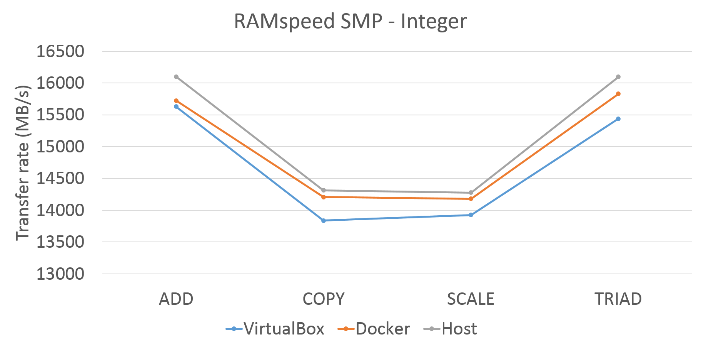 RAMspeed SMP - Integer
Transfer rate (MB/s)
16500
16000
15500
15000
14500
14000
13500
13000
ADD COPY SCALE TRIAD
VirtualBox Docker Host